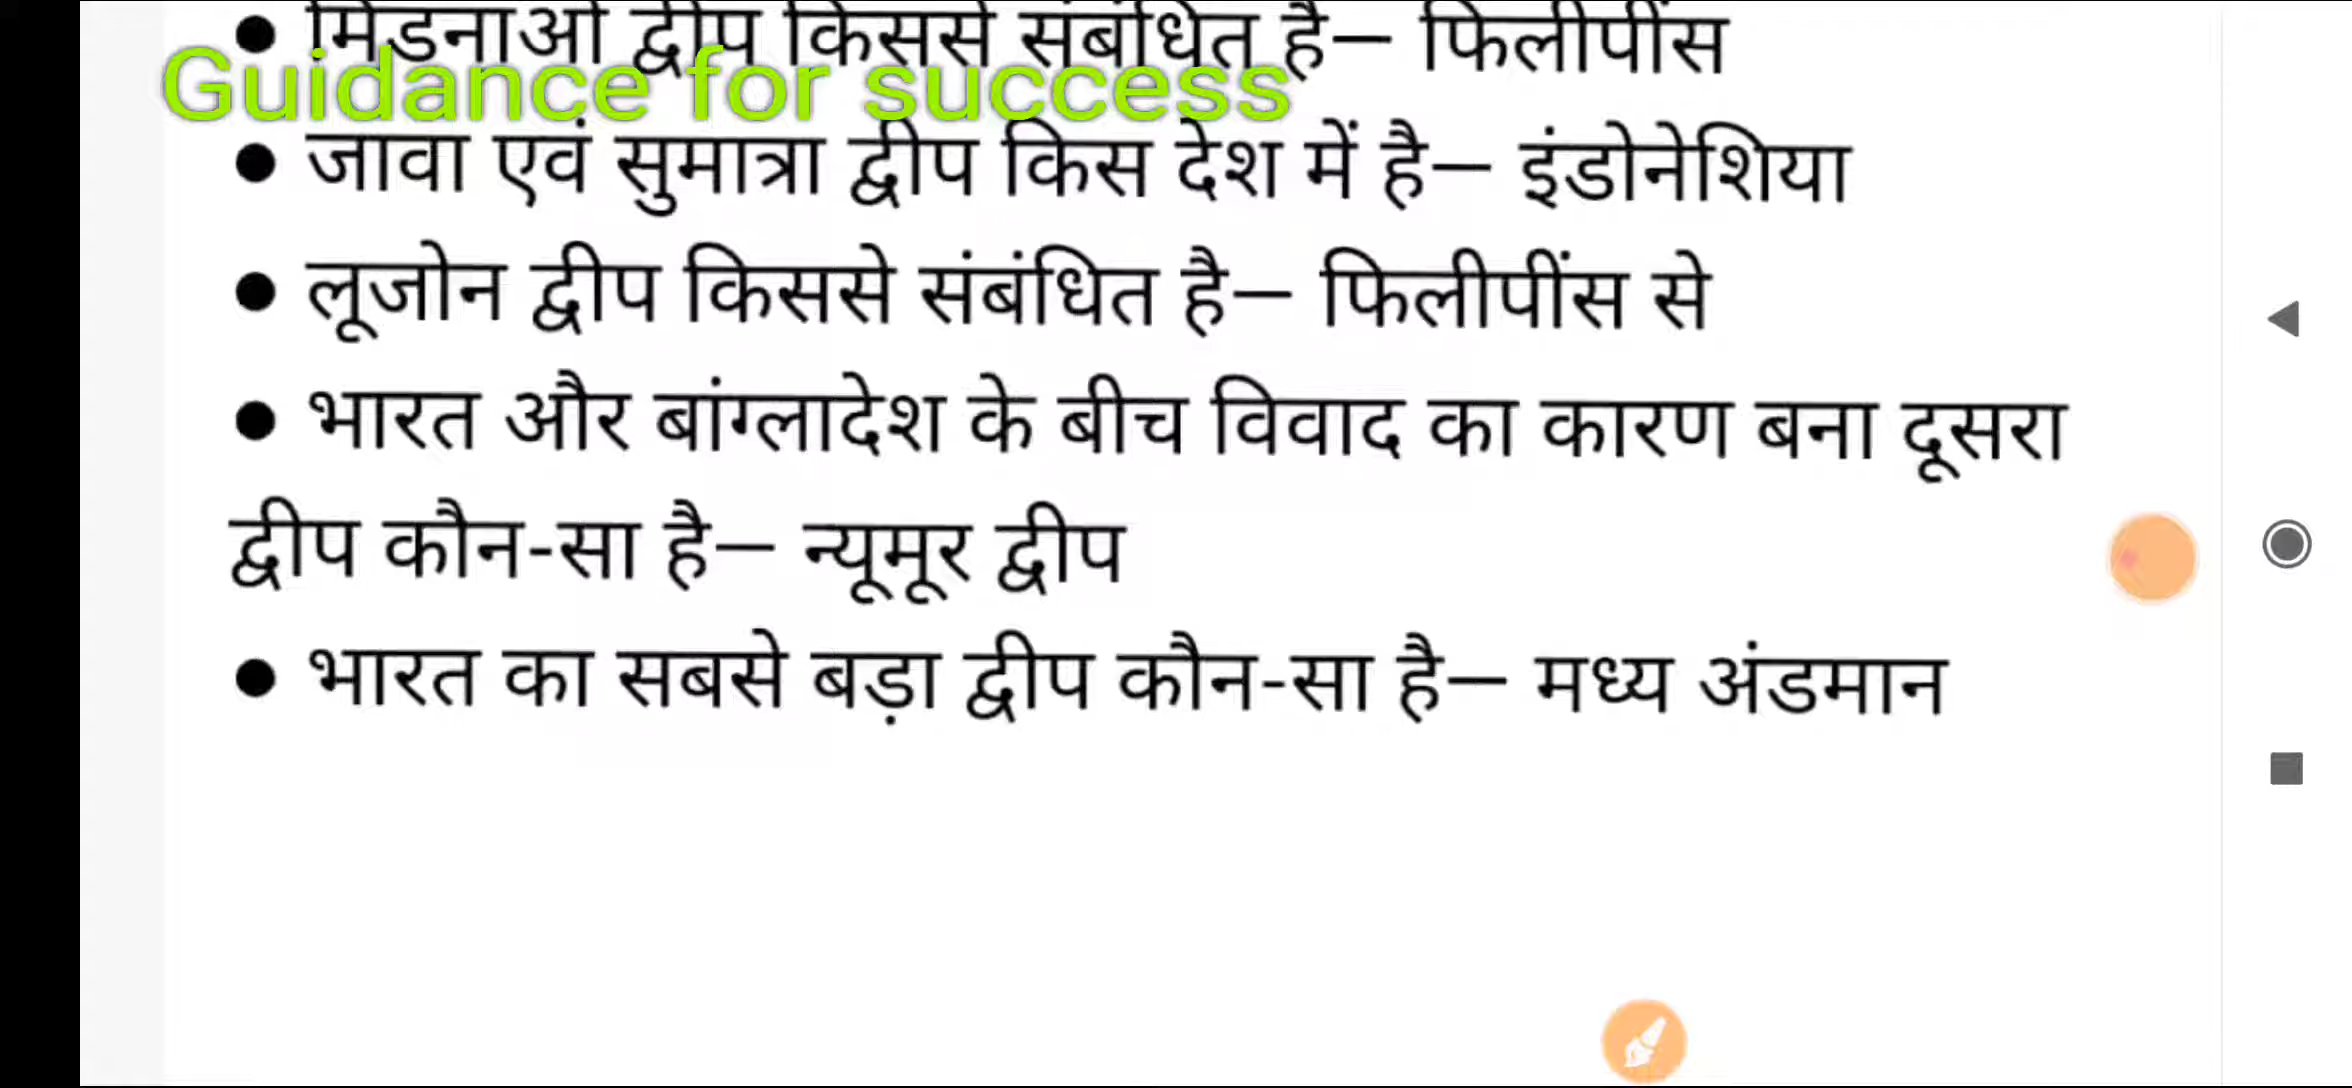 ● मिंडनाओ द्वीप किससे संबंधित है— फिलीपींस
Guidance for success
● जावा एवं सुमात्रा द्वीप किस देश में है— इंडोनेशिया
● लूजोन द्वीप किससे संबंधित है— फिलीपींस से
● भारत और बांग्लादेश के बीच विवाद का कारण बना दूसरा
द्वीप कौन-सा है— न्यूमूर द्वीप
● भारत का सबसे बड़ा द्वीप कौन-सा है— मध्य अंडमान